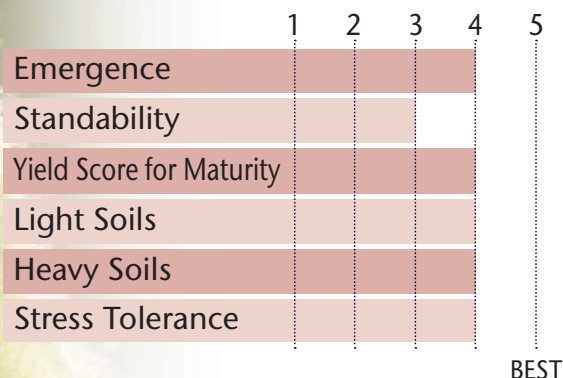 1 2 3 4 5
Emergence
Standability
Yield Score for Maturity
Light Soils
Heavy Soils
Stress Tolerance
BEST